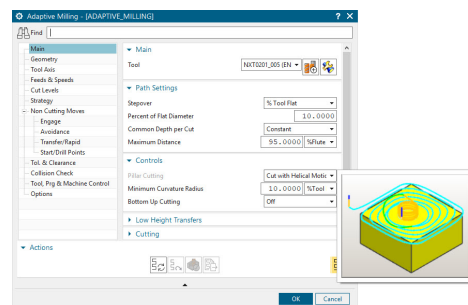 Adaptive Milling - [ADAPTIVE_MILLING]
Find
Main
Geometry
Tool Axis
Feeds & Speeds
Cut Levels
Strategy
Non Cutting Moves
Engage
Avoidance
Transfer/Rapid
Start/Drill Points
Tol. & Clearance
Collision Check
Tool, Prg & Machine Control
Options
Main
Tool NXT0201_005 (EN
Path Settings
Stepover % Tool Flat
Percent of Flat Diameter 10.0000
Common Depth per Cut Constant
Maximum Distance 95.0000 %Flute
Controls
Pillar Cutting Cut with Helical Motic
Minimum Curvature Radius 10.0000 %Tool
Bottom Up Cutting Off
Low Height Transfers
Cutting
Actions
OK Cancel